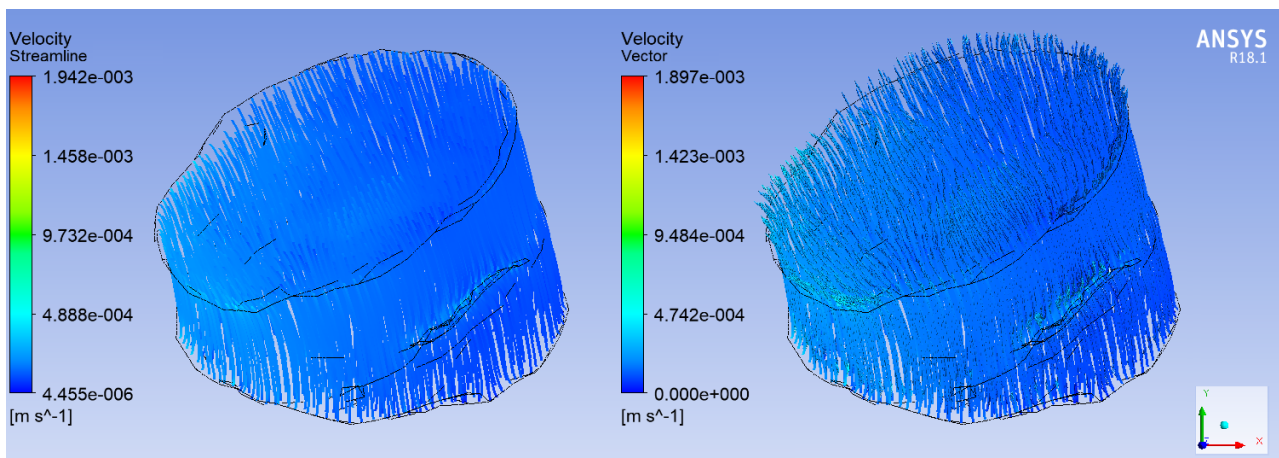 Velocity
Streamline
1.942e-003
1.458e-003
9.732e-004
4.888e-004
4.455e-006
[m s^-1]
Velocity
Vector
1.897e-003
1.423e-003
9.484e-004
4.742e-004
0.000e+000
[m s^-1]
ANSYS
R18.1
Y
Z
X